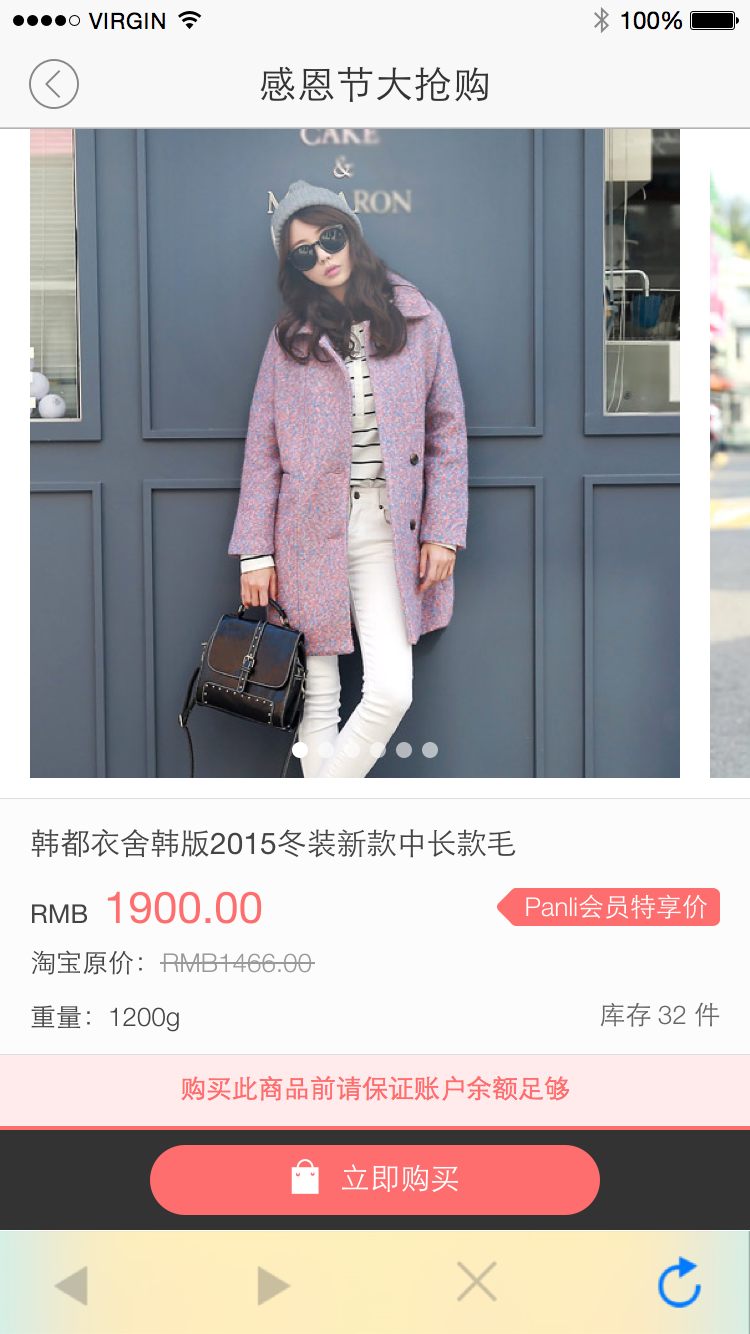 VIRGIN
100%
感恩节大抢购
CAKE
&
韩都衣舍韩版2015冬装新款中长款毛
RMB 1900.00
Panli会员特享价
淘宝原价：RMB1466.00
重量：1200g
库存 32 件
购买此商品前请保证账户余额足够
立即购买